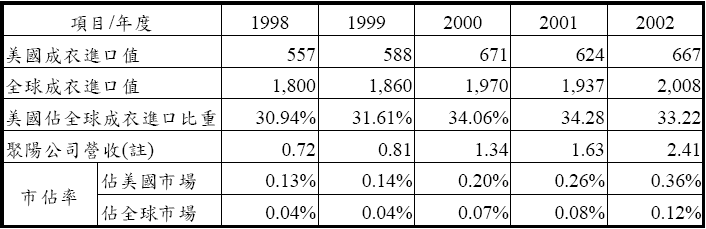 項目/年度 1998 1999 2000 2001 2002
美國成衣進口值 557 588 671 624 667
全球成衣進口值 1,800 1,860 1,970 1,937 2,008
美國佔全球成衣進口比重 30.94% 31.61% 34.06% 34.28 33.22
聚陽公司營收(註) 0.72 0.81 1.34 1.63 2.41
市佔率
佔美國市場 0.13% 0.14% 0.20% 0.26% 0.36%
佔全球市場 0.04% 0.04% 0.07% 0.08% 0.12%